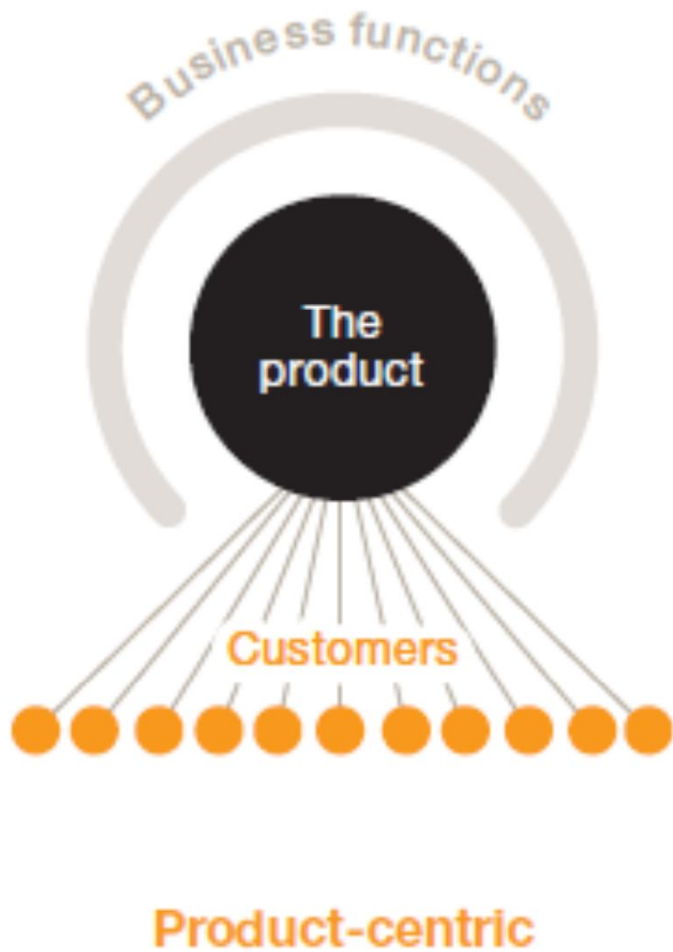 Business functions
The
product
Customers
Product-centric